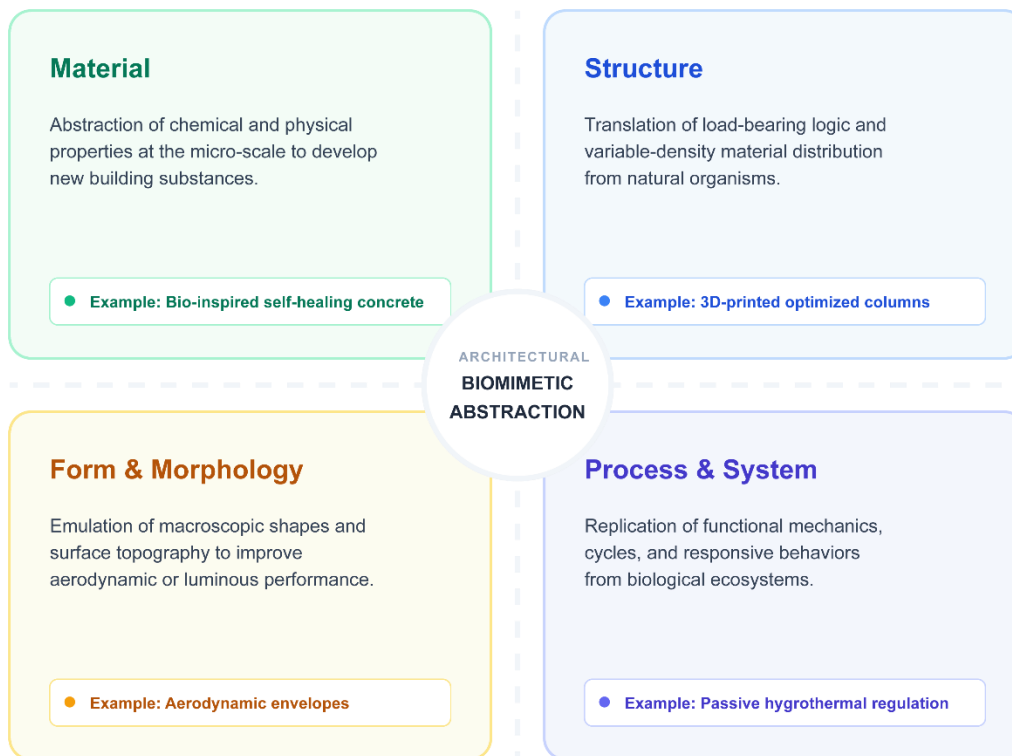 Material
Abstraction of chemical and physical
properties at the micro-scale to develop
new building substances.
Example: Bio-inspired self-healing concrete
Structure
Translation of load-bearing logic and
variable-density material distribution
from natural organisms.
Example: 3D-printed optimized columns
ARCHITECTURAL
BIOMIMETIC
ABSTRACTION
Form & Morphology
Emulation of macroscopic shapes and
surface topography to improve
aerodynamic or luminous performance.
Example: Aerodynamic envelopes
Process & System
Replication of functional mechanics,
cycles, and responsive behaviors
from biological ecosystems.
Example: Passive hygrothermal regulation